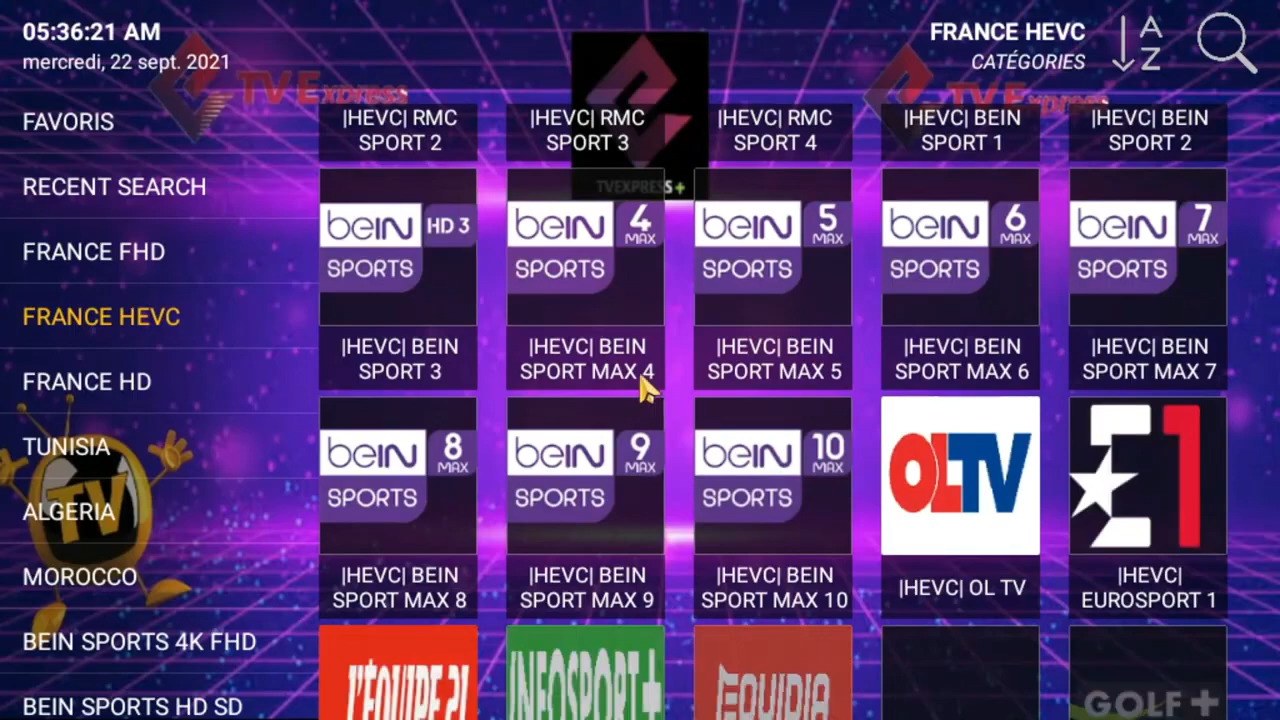 05:36:21 AM
mercredi, 22 sept. 2021
FRANCE HEVC
CATÉGORIES
A
Z
TV Express
TVEXPRESS+
TV Express
FAVORIS
RECENT SEARCH
FRANCE FHD
FRANCE HEVC
FRANCE HD
TUNISIA
TV
ALGERIA
MOROCCO
BEIN SPORTS 4K FHD
BEIN SPORTS HD SD
|HEVC| RMC
SPORT 2
|HEVC| RMC
SPORT 3
|HEVC| RMC
SPORT 4
|HEVC| BEIN
SPORT 1
|HEVC| BEIN
SPORT 2
beIN HD 3
SPORTS
|HEVC| BEIN
SPORT 3
beIN 4 MAX
SPORTS
|HEVC| BEIN
SPORT MAX 4
beIN 5 MAX
SPORTS
|HEVC| BEIN
SPORT MAX 5
beIN 6 MAX
SPORTS
|HEVC| BEIN
SPORT MAX 6
beIN 7 MAX
SPORTS
|HEVC| BEIN
SPORT MAX 7
beIN 8 MAX
SPORTS
|HEVC| BEIN
SPORT MAX 8
beIN 9 MAX
SPORTS
|HEVC| BEIN
SPORT MAX 9
beIN 10 MAX
SPORTS
|HEVC| BEIN
SPORT MAX 10
OLTV
|HEVC| OL TV
E1
|HEVC|
EUROSPORT 1
L'ÉQUIPE 21
INFOSPORT+
EQUIDIA
GOLF+